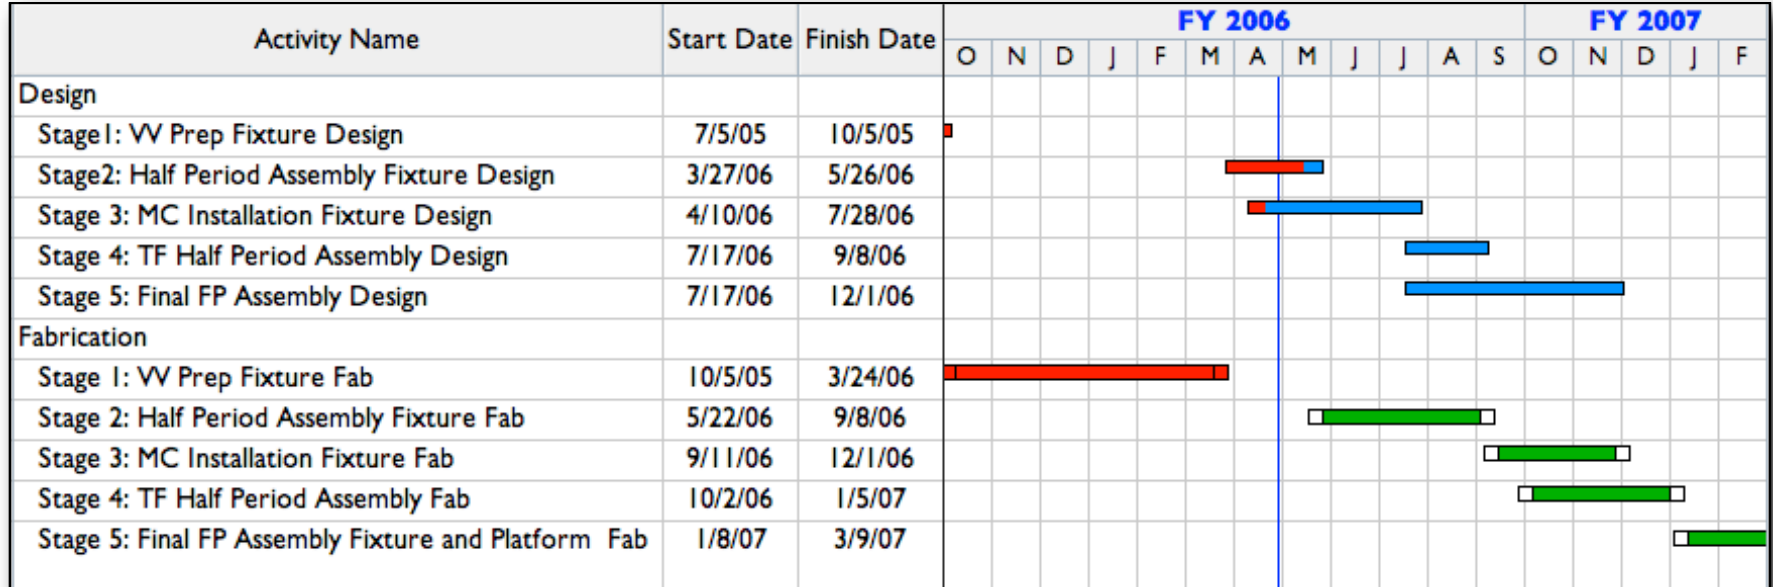 FY 2006 FY 2007
Activity Name Start Date Finish Date
O N D J F M A M J J A S O N D J F
Design
Stage1: VV Prep Fixture Design 7/5/05 10/5/05
Stage2: Half Period Assembly Fixture Design 3/27/06 5/26/06
Stage 3: MC Installation Fixture Design 4/10/06 7/28/06
Stage 4: TF Half Period Assembly Design 7/17/06 9/8/06
Stage 5: Final FP Assembly Design 7/17/06 12/1/06
Fabrication
Stage 1: VV Prep Fixture Fab 10/5/05 3/24/06
Stage 2: Half Period Assembly Fixture Fab 5/22/06 9/8/06
Stage 3: MC Installation Fixture Fab 9/11/06 12/1/06
Stage 4: TF Half Period Assembly Fab 10/2/06 1/5/07
Stage 5: Final FP Assembly Fixture and Platform Fab 1/8/07 3/9/07